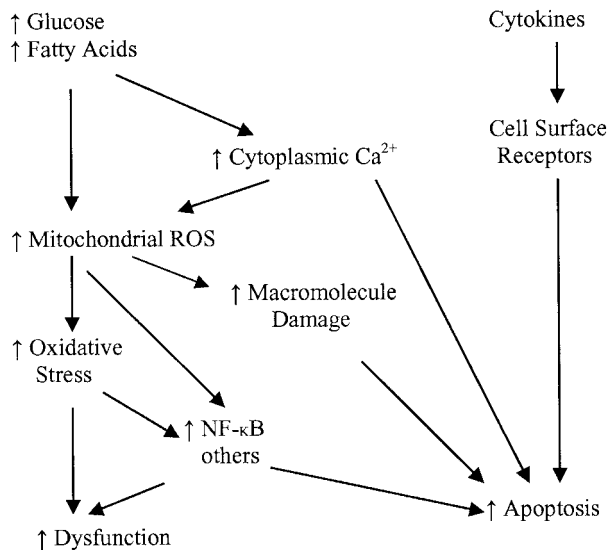 ↑ Glucose
↑ Fatty Acids
Cytokines
Cell Surface
Receptors
↑ Cytoplasmic Ca²⁺
↑ Mitochondrial ROS
↑ Macromolecule
Damage
↑ Oxidative
Stress
↑ NF-κB
others
↑ Apoptosis
↑ Dysfunction